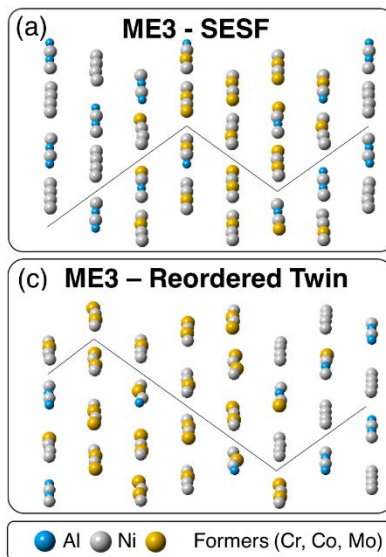 (a) ME3 - SESF
(c) ME3 – Reordered Twin
Al Ni Formers (Cr, Co, Mo)